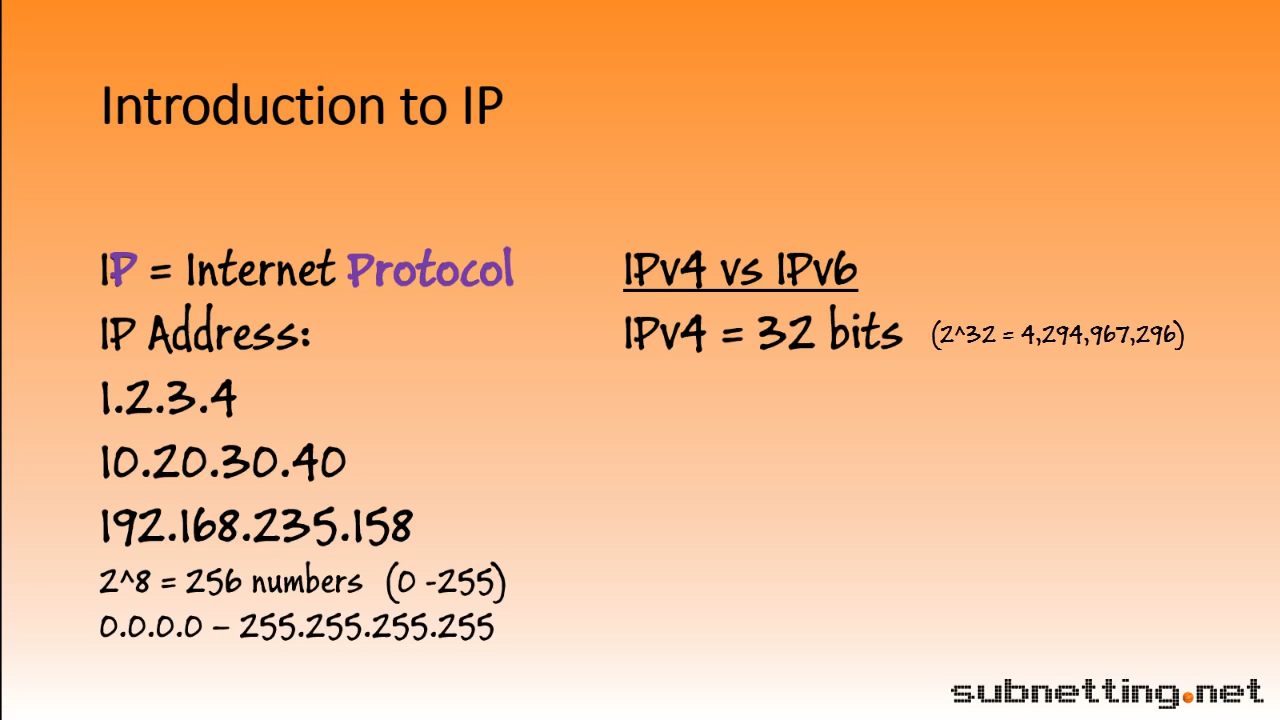 Introduction to IP
IP = Internet Protocol
IP Address:
1.2.3.4
10.20.30.40
192.168.235.158
2^8 = 256 numbers (0 -255)
0.0.0.0 – 255.255.255.255
IPv4 vs IPv6
IPv4 = 32 bits (2^32 = 4,294,967,296)
subnetting.net